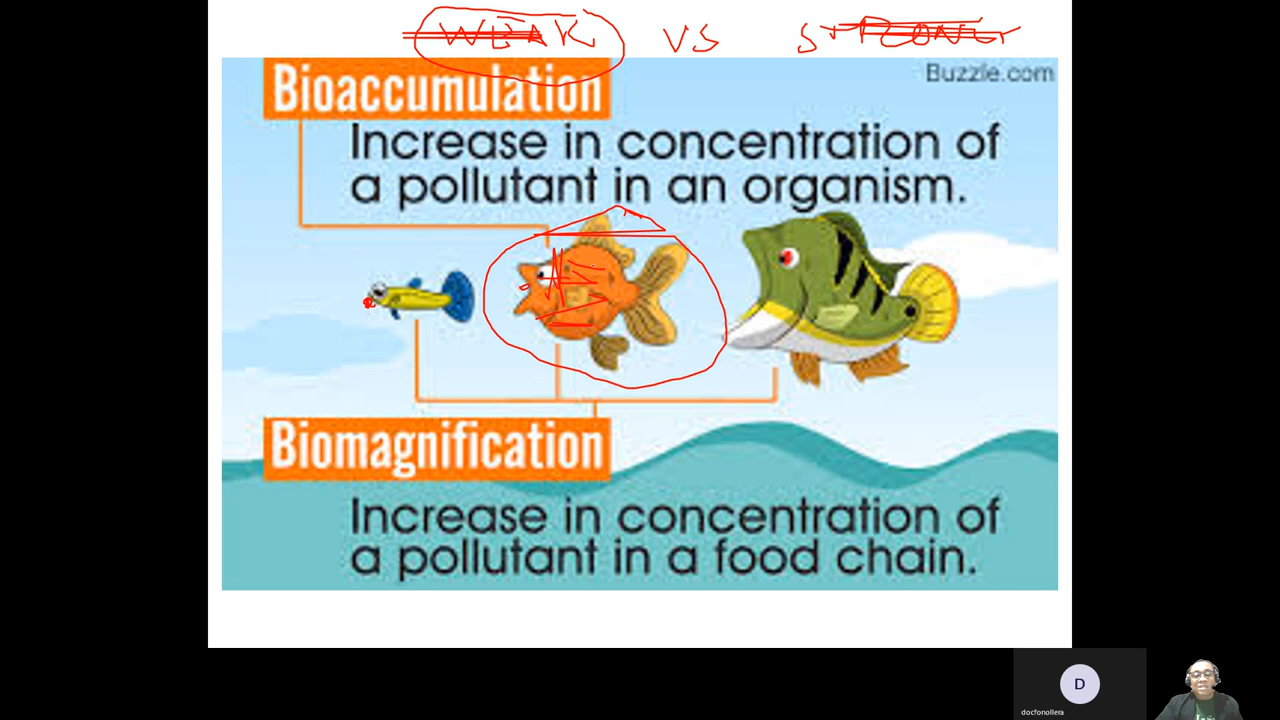 WEAK VS STRONG
Buzzle.com
Bioaccumulation
Increase in concentration of
a pollutant in an organism.
Biomagnification
Increase in concentration of
a pollutant in a food chain.
D
docfonollera